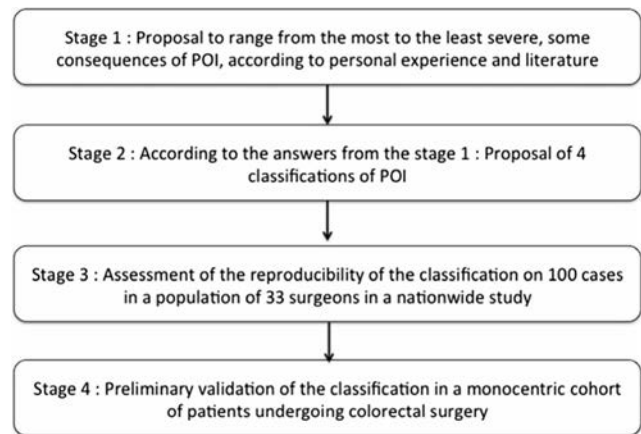 Stage 1 : Proposal to range from the most to the least severe, some
consequences of POI, according to personal experience and literature
Stage 2 : According to the answers from the stage 1 : Proposal of 4
classifications of POI
Stage 3 : Assessment of the reproducibility of the classification on 100 cases
in a population of 33 surgeons in a nationwide study
Stage 4 : Preliminary validation of the classification in a monocentric cohort
of patients undergoing colorectal surgery